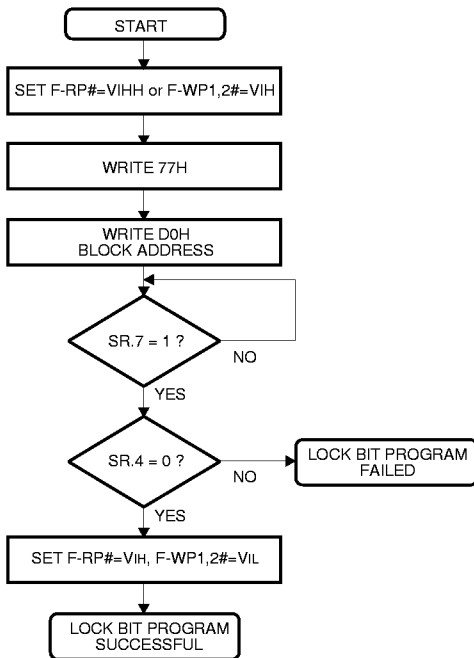 START
SET F-RP#=VIHH or F-WP1,2#=VIH
WRITE 77H
WRITE D0H
BLOCK ADDRESS
SR.7 = 1 ?
NO
YES
SR.4 = 0 ?
NO
LOCK BIT PROGRAM
FAILED
YES
SET F-RP#=VIH, F-WP1,2#=VIL
LOCK BIT PROGRAM
SUCCESSFUL